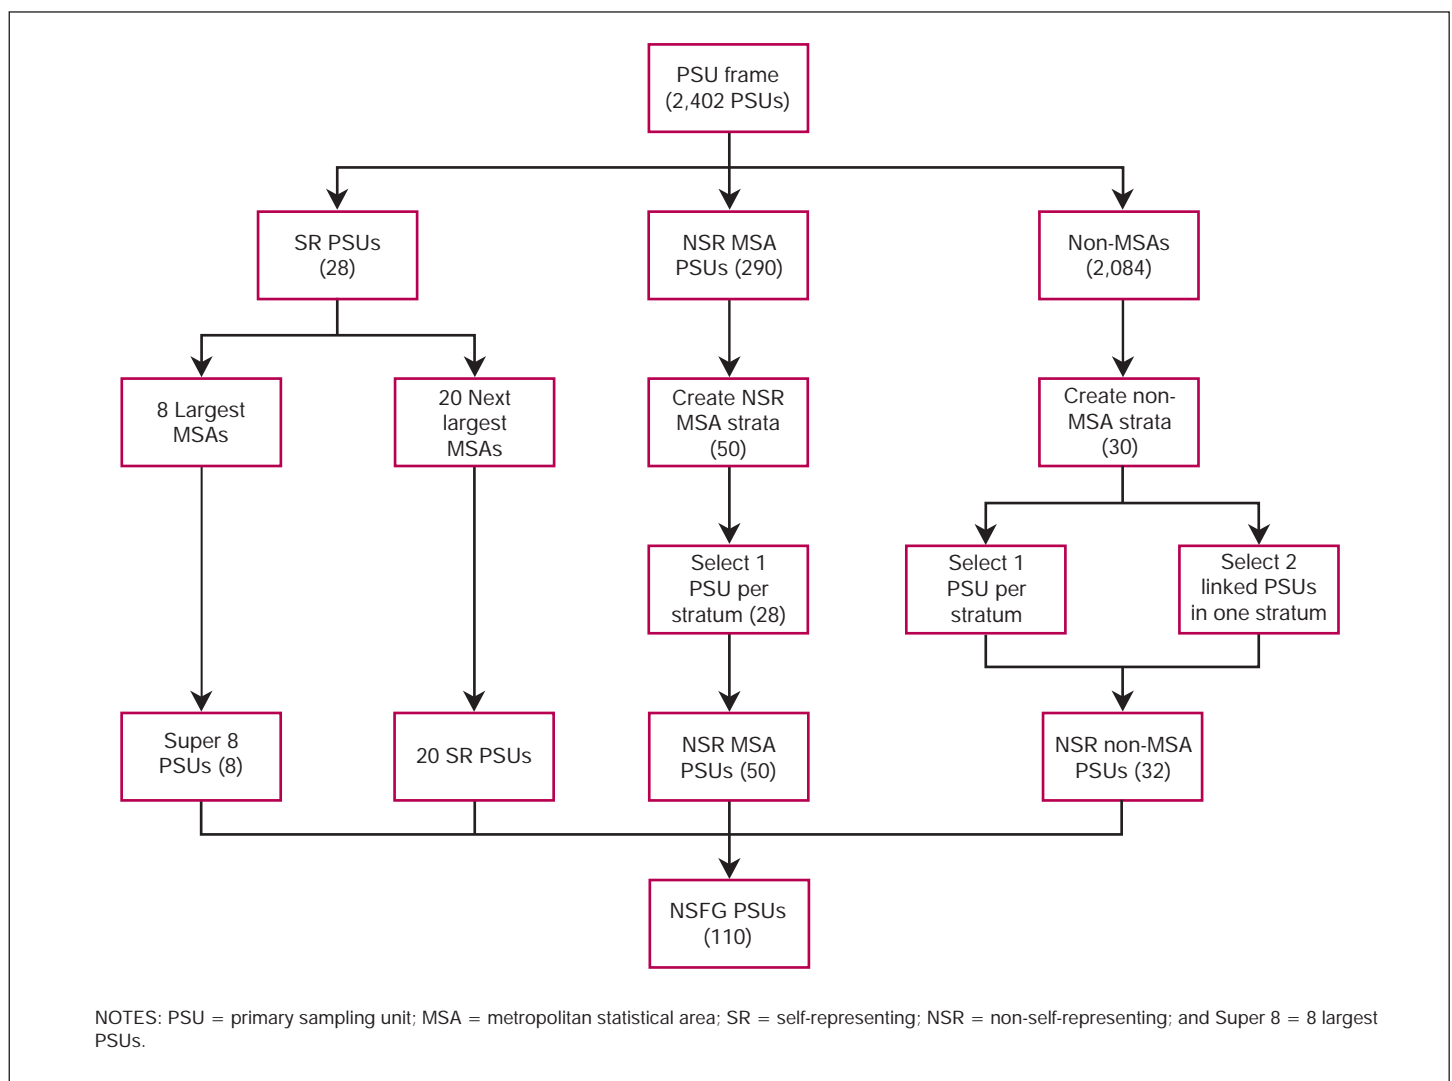 PSU frame
(2,402 PSUs)
SR PSUs
(28)
NSR MSA
PSUs (290)
Non-MSAs
(2,084)
8 Largest
MSAs
20 Next
largest
MSAs
Create NSR
MSA strata
(50)
Create non-
MSA strata
(30)
Select 1
PSU per
stratum (28)
Select 1
PSU per
stratum
Select 2
linked PSUs
in one stratum
Super 8
PSUs (8)
20 SR PSUs
NSR MSA
PSUs (50)
NSR non-MSA
PSUs (32)
NSFG PSUs
(110)
NOTES: PSU = primary sampling unit; MSA = metropolitan statistical area; SR = self-representing; NSR = non-self-representing; and Super 8 = 8 largest
PSUs.